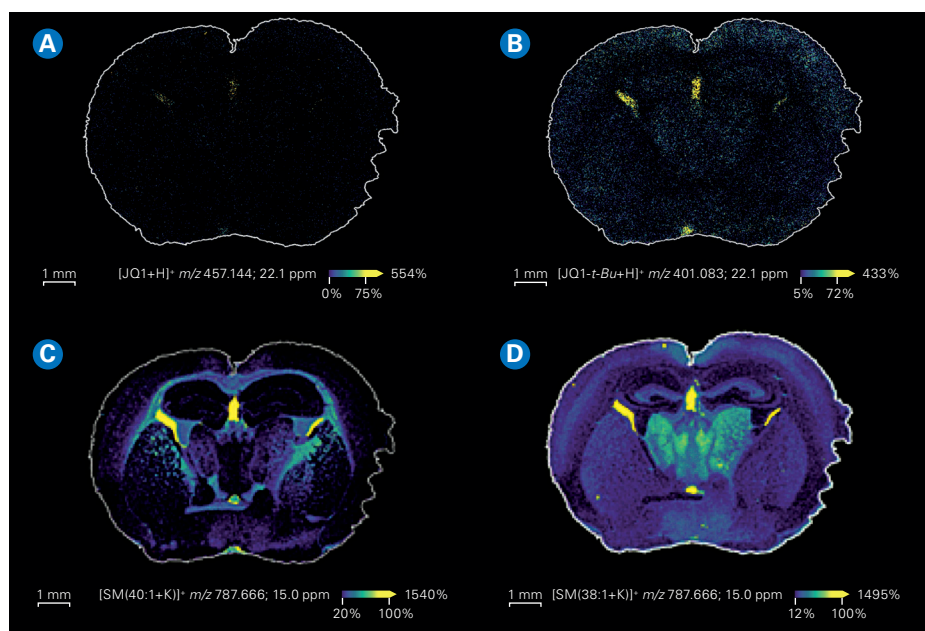 A
B
1 mm [JQ1+H]⁺ m/z 457.144; 22.1 ppm 554%
0% 75%
1 mm [JQ1-t-Bu+H]⁺ m/z 401.083; 22.1 ppm 433%
5% 72%
C
D
1 mm [SM(40:1+K)]⁺ m/z 787.666; 15.0 ppm 1540%
20% 100%
1 mm [SM(38:1+K)]⁺ m/z 787.666; 15.0 ppm 1495%
12% 100%